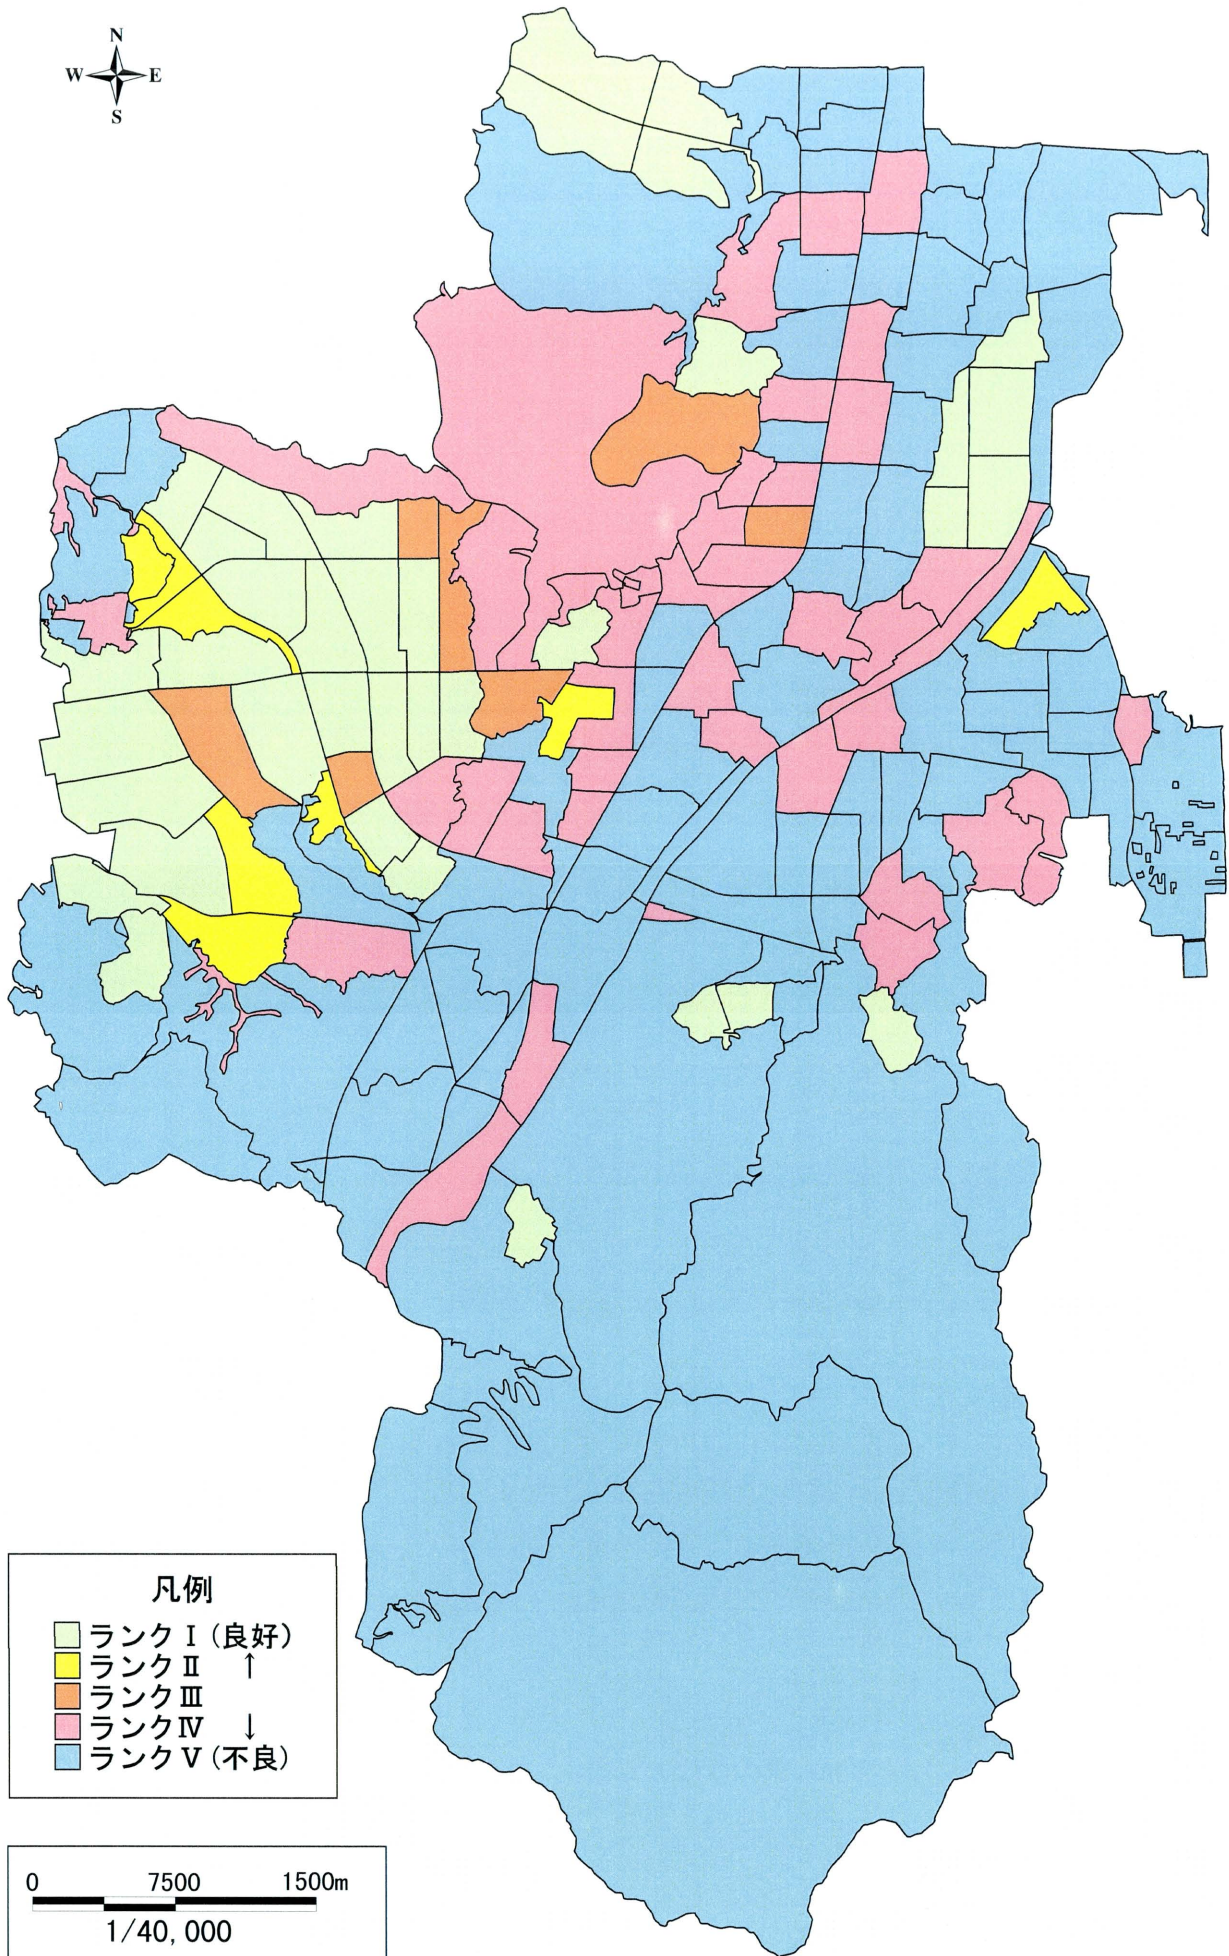 N
W E
S
凡例
ランクⅠ(良好)
ランクⅡ ↑
ランクⅢ
ランクⅣ ↓
ランクⅤ(不良)
0 7500 1500m
1/40,000